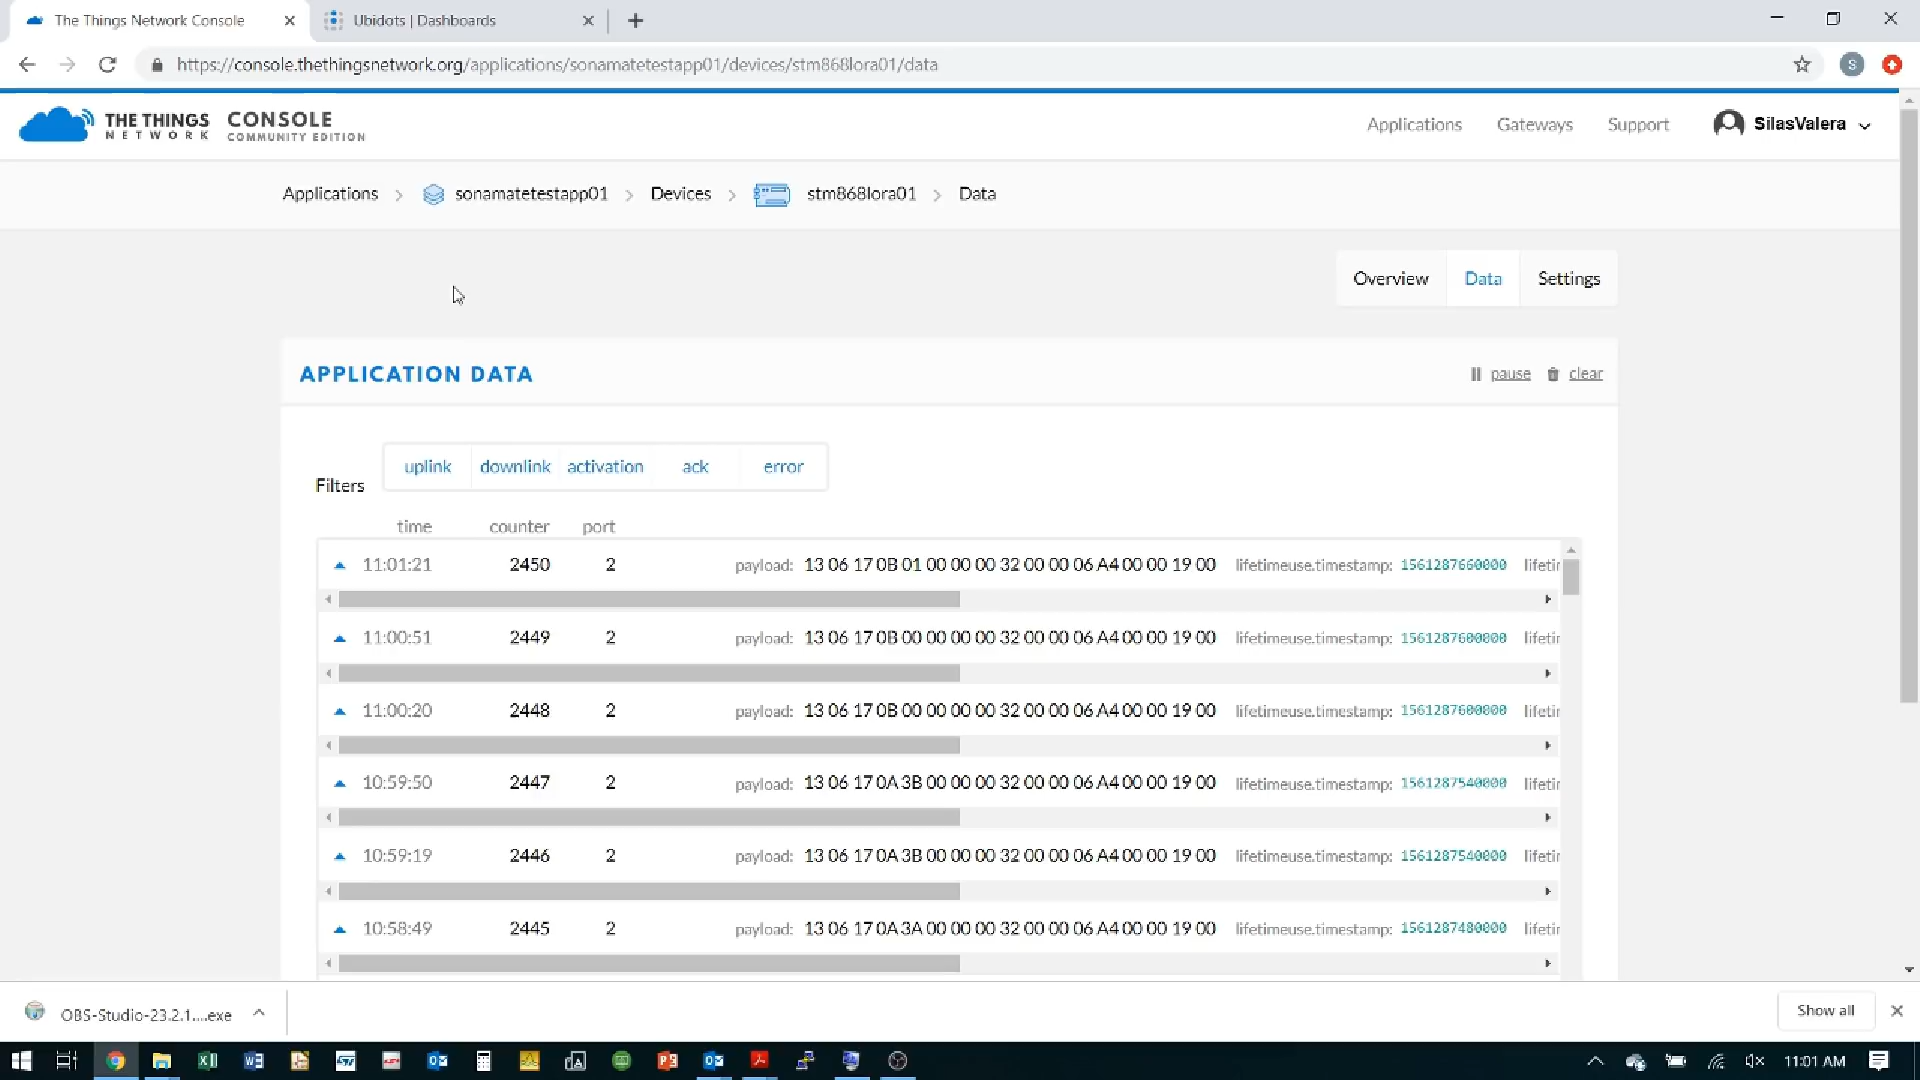 The Things Network Console
Ubidots | Dashboards
https://console.thethingsnetwork.org/applications/sonamatetestapp01/devices/stm868lora01/data
S
THE THINGS NETWORK
CONSOLE
COMMUNITY EDITION
Applications
Gateways
Support
SilasValera
Applications
sonamatetestapp01
Devices
stm868lora01
Data
Overview
Data
Settings
APPLICATION DATA
pause
clear
Filters
uplink
downlink
activation
ack
error
time counter port
11:01:21 2450 2 payload: 13 06 17 0B 01 00 00 00 32 00 00 06 A4 00 00 19 00 lifetimeuse.timestamp: 1561287660000 lifetir
11:00:51 2449 2 payload: 13 06 17 0B 00 00 00 00 32 00 00 06 A4 00 00 19 00 lifetimeuse.timestamp: 1561287600000 lifetir
11:00:20 2448 2 payload: 13 06 17 0B 00 00 00 00 32 00 00 06 A4 00 00 19 00 lifetimeuse.timestamp: 1561287600000 lifetir
10:59:50 2447 2 payload: 13 06 17 0A 3B 00 00 00 32 00 00 06 A4 00 00 19 00 lifetimeuse.timestamp: 1561287540000 lifetir
10:59:19 2446 2 payload: 13 06 17 0A 3B 00 00 00 32 00 00 06 A4 00 00 19 00 lifetimeuse.timestamp: 1561287540000 lifetir
10:58:49 2445 2 payload: 13 06 17 0A 3A 00 00 00 32 00 00 06 A4 00 00 19 00 lifetimeuse.timestamp: 1561287480000 lifetir
OBS-Studio-23.2.1....exe
Show all
11:01 AM